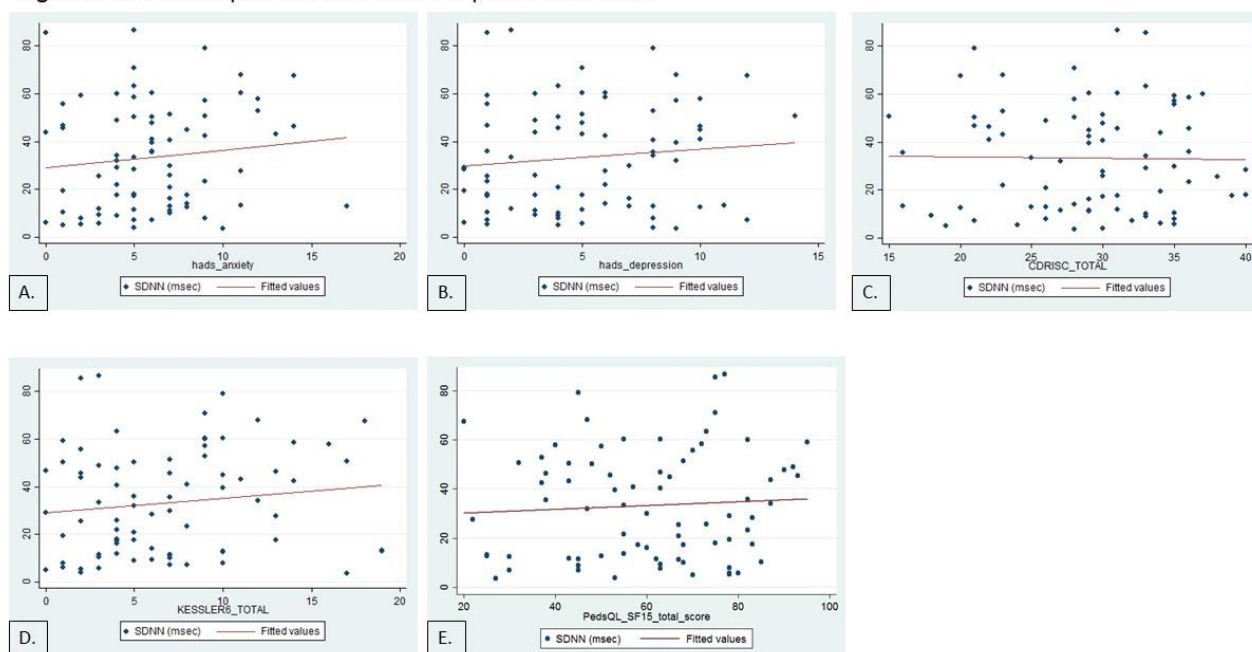 80
60
40
20
0
0 5 10 15 20
hads_anxiety
SDNN (msec) Fitted values
A.
80
60
40
20
0
0 5 10 15
hads_depression
SDNN (msec) Fitted values
B.
80
60
40
20
0
15 20 25 30 35 40
CDRISC_TOTAL
SDNN (msec) Fitted values
C.
80
60
40
20
0
0 5 10 15 20
KESSLER6_TOTAL
SDNN (msec) Fitted values
D.
80
60
40
20
0
20 40 60 80 100
PedsQL_SF15_total_score
SDNN (msec) Fitted values
E.